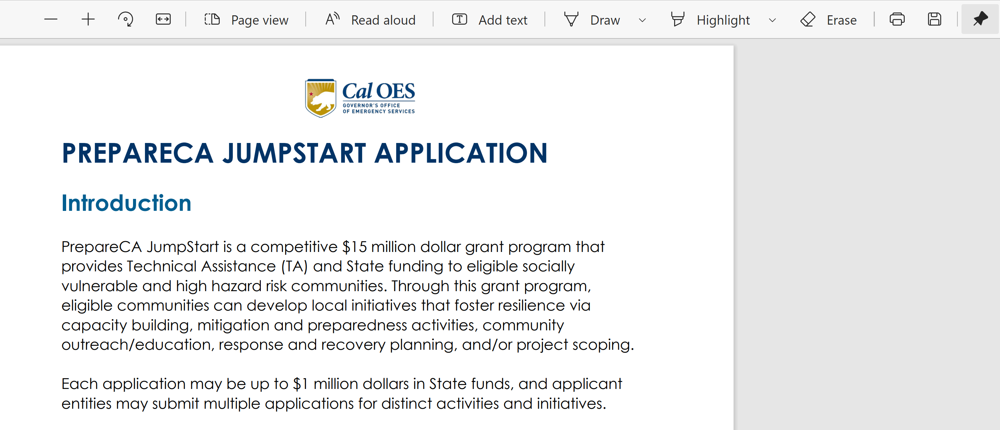 Page view
Read aloud
Add text
Draw
Highlight
Erase
Cal OES
GOVERNOR'S OFFICE
OF EMERGENCY SERVICES
PREPARECA JUMPSTART APPLICATION
Introduction
PrepareCA JumpStart is a competitive $15 million dollar grant program that
provides Technical Assistance (TA) and State funding to eligible socially
vulnerable and high hazard risk communities. Through this grant program,
eligible communities can develop local initiatives that foster resilience via
capacity building, mitigation and preparedness activities, community
outreach/education, response and recovery planning, and/or project scoping.
Each application may be up to $1 million dollars in State funds, and applicant
entities may submit multiple applications for distinct activities and initiatives.